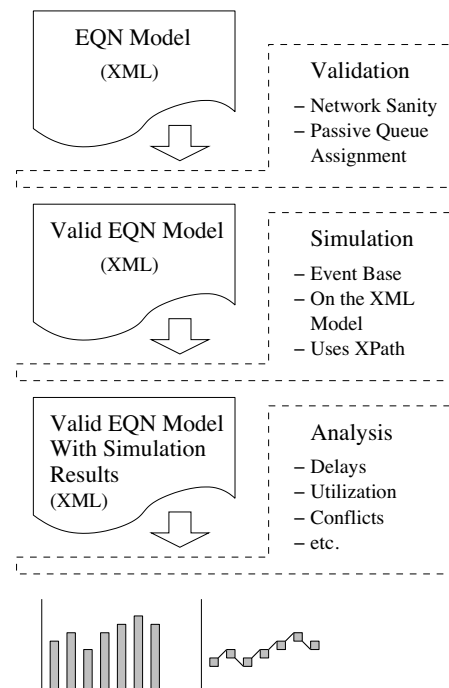 EQN Model
(XML)
Validation
– Network Sanity
– Passive Queue
Assignment
Valid EQN Model
(XML)
Simulation
– Event Base
– On the XML
Model
– Uses XPath
Valid EQN Model
With Simulation
Results
(XML)
Analysis
– Delays
– Utilization
– Conflicts
– etc.